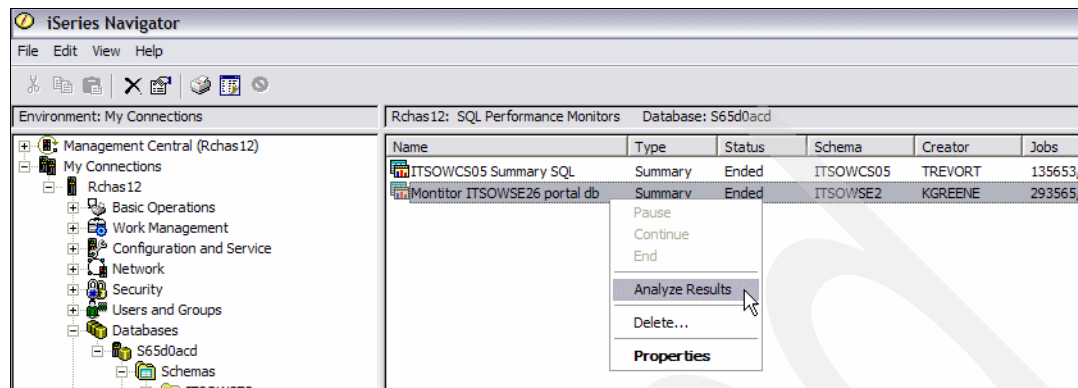 iSeries Navigator
File Edit View Help
Environment: My Connections
Rchas12: SQL Performance Monitors Database: S65d0acd
Management Central (Rchas12)
My Connections
Rchas12
Basic Operations
Work Management
Configuration and Service
Network
Security
Users and Groups
Databases
S65d0acd
Schemas
Name Type Status Schema Creator Jobs
ITSOWCS05 Summary SQL Summary Ended ITSOWCS05 TREVORT 135653,
Montitor ITSOWSE26 portal db Summary Ended ITSOWSE2 KGREENE 293565,
Pause
Continue
End
Analyze Results
Delete...
Properties